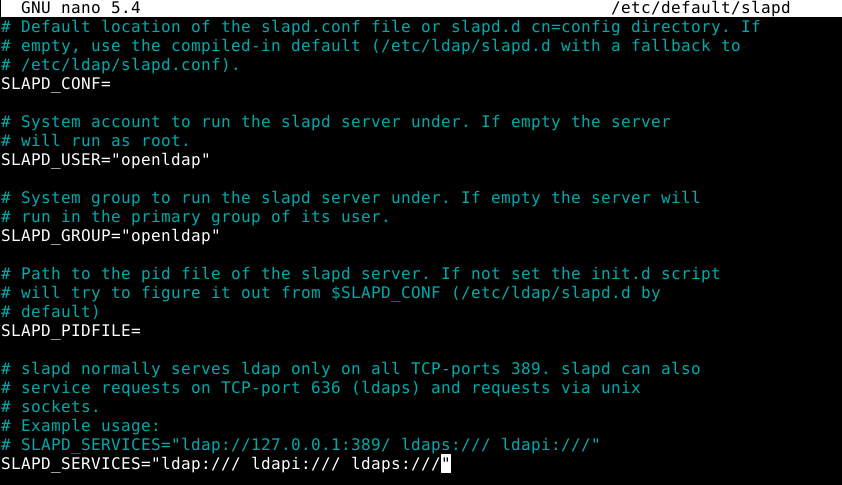 GNU nano 5.4 /etc/default/slapd
# Default location of the slapd.conf file or slapd.d cn=config directory. If
# empty, use the compiled-in default (/etc/ldap/slapd.d with a fallback to
# /etc/ldap/slapd.conf).
SLAPD_CONF=
# System account to run the slapd server under. If empty the server
# will run as root.
SLAPD_USER="openldap"
# System group to run the slapd server under. If empty the server will
# run in the primary group of its user.
SLAPD_GROUP="openldap"
# Path to the pid file of the slapd server. If not set the init.d script
# will try to figure it out from $SLAPD_CONF (/etc/ldap/slapd.d by
# default)
SLAPD_PIDFILE=
# slapd normally serves ldap only on all TCP-ports 389. slapd can also
# service requests on TCP-port 636 (ldaps) and requests via unix
# sockets.
# Example usage:
# SLAPD_SERVICES="ldap://127.0.0.1:389/ ldaps:/// ldapi:///"
SLAPD_SERVICES="ldap:/// ldapi:/// ldaps:///"